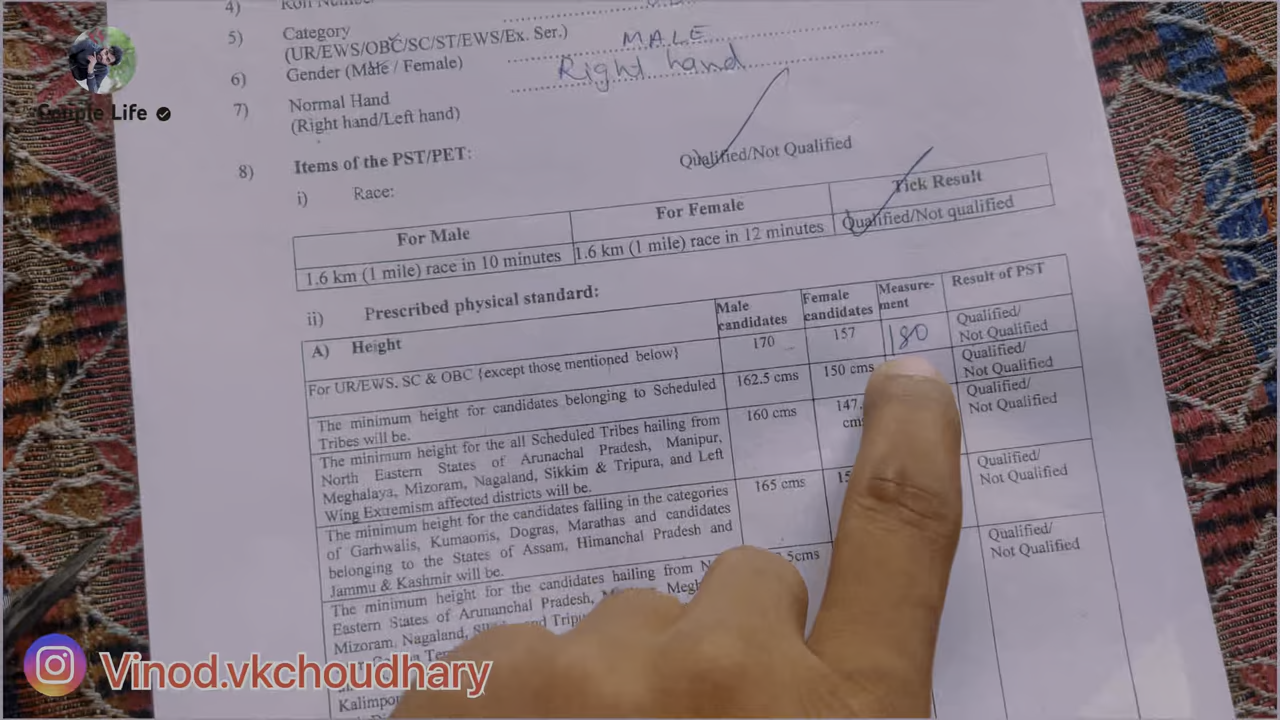 4) Roll Number
5) Category
(UR/EWS/OBC/SC/ST/EWS/Ex. Ser.)
6) Gender (Male / Female) MALE
7) Normal Hand Right hand
(Right hand/Left hand)
8) Items of the PST/PET: Qualified/Not Qualified
i) Race:
For Male For Female Tick Result
1.6 km (1 mile) race in 10 minutes 1.6 km (1 mile) race in 12 minutes Qualified/Not qualified
ii) Prescribed physical standard:
A) Height Male candidates Female candidates Measure-ment Result of PST
For UR/EWS. SC & OBC {except those mentioned below} 170 157 180 Qualified/ Not Qualified
The minimum height for candidates belonging to Scheduled 162.5 cms 150 cms Qualified/
Tribes will be. Not Qualified
The minimum height for the all Scheduled Tribes hailing from 160 cms 147. Qualified/
North Eastern States of Arunachal Pradesh, Manipur, cms Not Qualified
Meghalaya, Mizoram, Nagaland, Sikkim & Tripura, and Left
Wing Extremism affected districts will be.
The minimum height for the candidates falling in the categories 165 cms 15 Qualified/
of Garhwalis, Kumaonis, Dogras, Marathas and candidates Not Qualified
belonging to the States of Assam, Himanchal Pradesh and
Jammu & Kashmir will be.
The minimum height for the candidates hailing from 5cms Qualified/
Eastern States of Arunanchal Pradesh, Not Qualified
Mizoram, Nagaland,
Kalimpo
Couple Life
Vinod.vkchoudhary